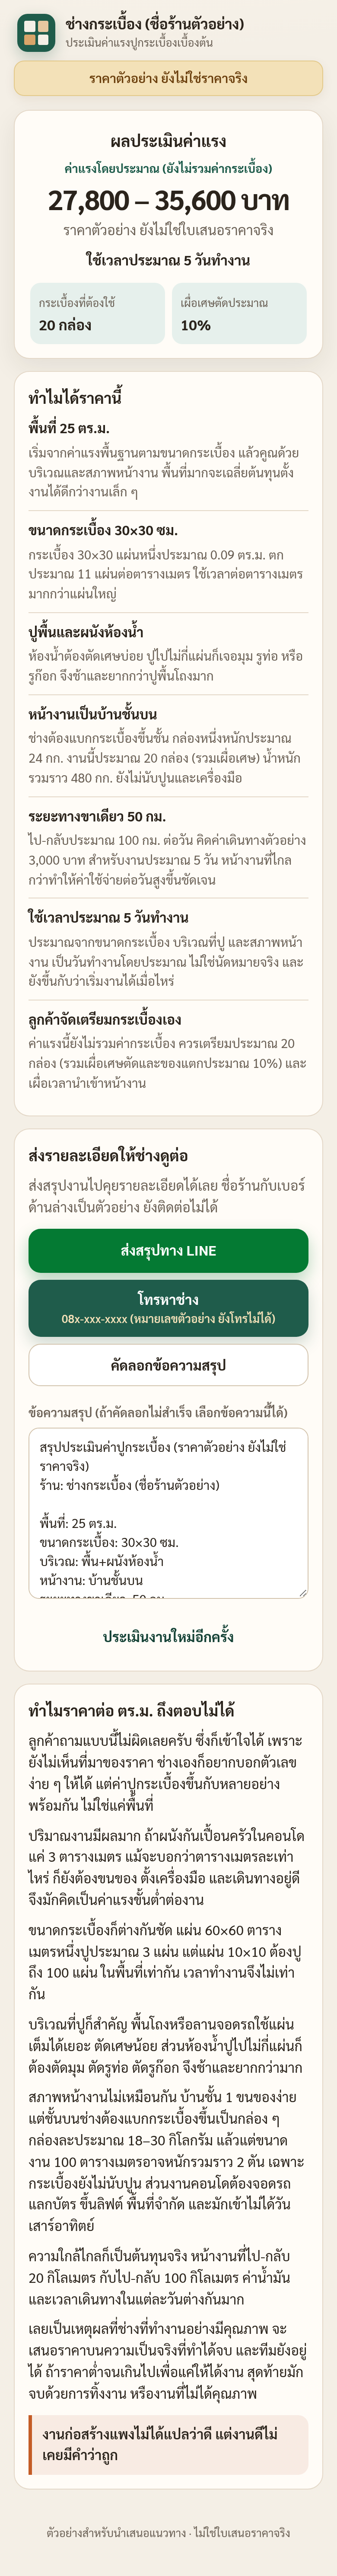 ช่างกระเบื้อง (ชื่อร้านตัวอย่าง)
ประเมินค่าแรงปูกระเบื้องเบื้องต้น
ราคาตัวอย่าง ยังไม่ใช่ราคาจริง
ผลประเมินค่าแรง
ค่าแรงโดยประมาณ (ยังไม่รวมค่ากระเบื้อง)
27,800 – 35,600 บาท
ราคาตัวอย่าง ยังไม่ใช่ใบเสนอราคาจริง
ใช้เวลาประมาณ 5 วันทำงาน
กระเบื้องที่ต้องใช้
20 กล่อง
เผื่อเศษตัดประมาณ
10%
ทำไมได้ราคานี้
พื้นที่ 25 ตร.ม.
เริ่มจากค่าแรงพื้นฐานตามขนาดกระเบื้อง แล้วคูณด้วย
บริเวณและสภาพหน้างาน พื้นที่มากจะเฉลี่ยต้นทุนตั้ง
งานได้ดีกว่างานเล็ก ๆ
ขนาดกระเบื้อง 30×30 ซม.
กระเบื้อง 30×30 แผ่นหนึ่งประมาณ 0.09 ตร.ม. ตก
ประมาณ 11 แผ่นต่อตารางเมตร ใช้เวลาต่อตารางเมตร
มากกว่าแผ่นใหญ่
ปูพื้นและผนังห้องน้ำ
ห้องน้ำต้องตัดเศษบ่อย ปูไปไม่กี่แผ่นก็เจอมุม รูท่อ หรือ
รูก๊อก จึงช้าและยากกว่าปูพื้นโถงมาก
หน้างานเป็นบ้านชั้นบน
ช่างต้องแบกกระเบื้องขึ้นชั้น กล่องหนึ่งหนักประมาณ
24 กก. งานนี้ประมาณ 20 กล่อง (รวมเผื่อเศษ) น้ำหนัก
รวมราว 480 กก. ยังไม่นับปูนและเครื่องมือ
ระยะทางขาเดียว 50 กม.
ไป-กลับประมาณ 100 กม. ต่อวัน คิดค่าเดินทางตัวอย่าง
3,000 บาท สำหรับงานประมาณ 5 วัน หน้างานที่ไกล
กว่าทำให้ค่าใช้จ่ายต่อวันสูงขึ้นชัดเจน
ใช้เวลาประมาณ 5 วันทำงาน
ประมาณจากขนาดกระเบื้อง บริเวณที่ปู และสภาพหน้า
งาน เป็นวันทำงานโดยประมาณ ไม่ใช่นัดหมายจริง และ
ยังขึ้นกับว่าเริ่มงานได้เมื่อไหร่
ลูกค้าจัดเตรียมกระเบื้องเอง
ค่าแรงนี้ยังไม่รวมค่ากระเบื้อง ควรเตรียมประมาณ 20
กล่อง (รวมเผื่อเศษตัดและของแตกประมาณ 10%) และ
เผื่อเวลานำเข้าหน้างาน
ส่งรายละเอียดให้ช่างดูต่อ
ส่งสรุปงานไปคุยรายละเอียดได้เลย ชื่อร้านกับเบอร์
ด้านล่างเป็นตัวอย่าง ยังติดต่อไม่ได้
ส่งสรุปทาง LINE
โทรหาช่าง
08x-xxx-xxxx (หมายเลขตัวอย่าง ยังโทรไม่ได้)
คัดลอกข้อความสรุป
ข้อความสรุป (ถ้าคัดลอกไม่สำเร็จ เลือกข้อความนี้ได้)
สรุปประเมินค่าปูกระเบื้อง (ราคาตัวอย่าง ยังไม่ใช่
ราคาจริง)
ร้าน: ช่างกระเบื้อง (ชื่อร้านตัวอย่าง)
พื้นที่: 25 ตร.ม.
ขนาดกระเบื้อง: 30×30 ซม.
บริเวณ: พื้น+ผนังห้องน้ำ
หน้างาน: บ้านชั้นบน
ประเมินงานใหม่อีกครั้ง
ทำไมราคาต่อ ตร.ม. ถึงตอบไม่ได้
ลูกค้าถามแบบนี้ไม่ผิดเลยครับ ซึ่งก็เข้าใจได้ เพราะ
ยังไม่เห็นที่มาของราคา ช่างเองก็อยากบอกตัวเลข
ง่าย ๆ ให้ได้ แต่ค่าปูกระเบื้องขึ้นกับหลายอย่าง
พร้อมกัน ไม่ใช่แค่พื้นที่
ปริมาณงานมีผลมาก ถ้าผนังกันเปื้อนครัวในคอนโด
แค่ 3 ตารางเมตร แม้จะบอกว่าตารางเมตรละเท่า
ไหร่ ก็ยังต้องขนของ ตั้งเครื่องมือ และเดินทางอยู่ดี
จึงมักคิดเป็นค่าแรงขั้นต่ำต่องาน
ขนาดกระเบื้องก็ต่างกันชัด แผ่น 60×60 ตาราง
เมตรหนึ่งปูประมาณ 3 แผ่น แต่แผ่น 10×10 ต้องปู
ถึง 100 แผ่น ในพื้นที่เท่ากัน เวลาทำงานจึงไม่เท่า
กัน
บริเวณที่ปูก็สำคัญ พื้นโถงหรือลานจอดรถใช้แผ่น
เต็มได้เยอะ ตัดเศษน้อย ส่วนห้องน้ำปูไปไม่กี่แผ่นก็
ต้องตัดมุม ตัดรูท่อ ตัดรูก๊อก จึงช้าและยากกว่ามาก
สภาพหน้างานไม่เหมือนกัน บ้านชั้น 1 ขนของง่าย
แต่ชั้นบนช่างต้องแบกกระเบื้องขึ้นเป็นกล่อง ๆ
กล่องละประมาณ 18–30 กิโลกรัม แล้วแต่ขนาด
งาน 100 ตารางเมตรอาจหนักรวมราว 2 ตัน เฉพาะ
กระเบื้องยังไม่นับปูน ส่วนงานคอนโดต้องจอดรถ
แลกบัตร ขึ้นลิฟต์ พื้นที่จำกัด และมักเข้าไม่ได้วัน
เสาร์อาทิตย์
ความใกล้ไกลก็เป็นต้นทุนจริง หน้างานที่ไป-กลับ
20 กิโลเมตร กับไป-กลับ 100 กิโลเมตร ค่าน้ำมัน
และเวลาเดินทางในแต่ละวันต่างกันมาก
เลยเป็นเหตุผลที่ช่างที่ทำงานอย่างมีคุณภาพ จะ
เสนอราคาบนความเป็นจริงที่ทำได้จบ และทีมยังอยู่
ได้ ถ้าราคาต่ำจนเกินไปเพื่อแค่ให้ได้งาน สุดท้ายมัก
จบด้วยการทิ้งงาน หรืองานที่ไม่ได้คุณภาพ
งานก่อสร้างแพงไม่ได้แปลว่าดี แต่งานดีไม่
เคยมีคำว่าถูก
ตัวอย่างสำหรับนำเสนอแนวทาง · ไม่ใช่ใบเสนอราคาจริง